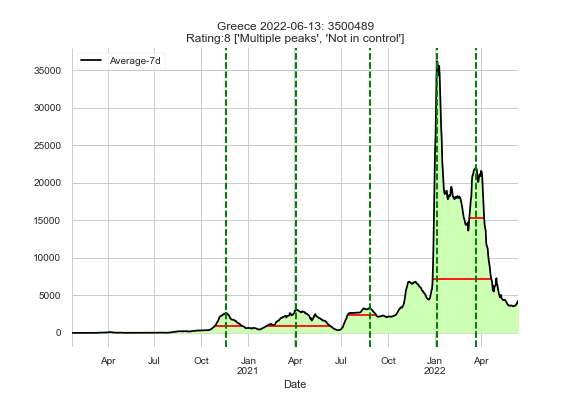 Greece 2022-06-13: 3500489
Rating:8 ['Multiple peaks', 'Not in control']
Average-7d
35000
30000
25000
20000
15000
10000
5000
0
Apr Jul Oct Jan Apr Jul Oct Jan Apr
2021 2022
Date